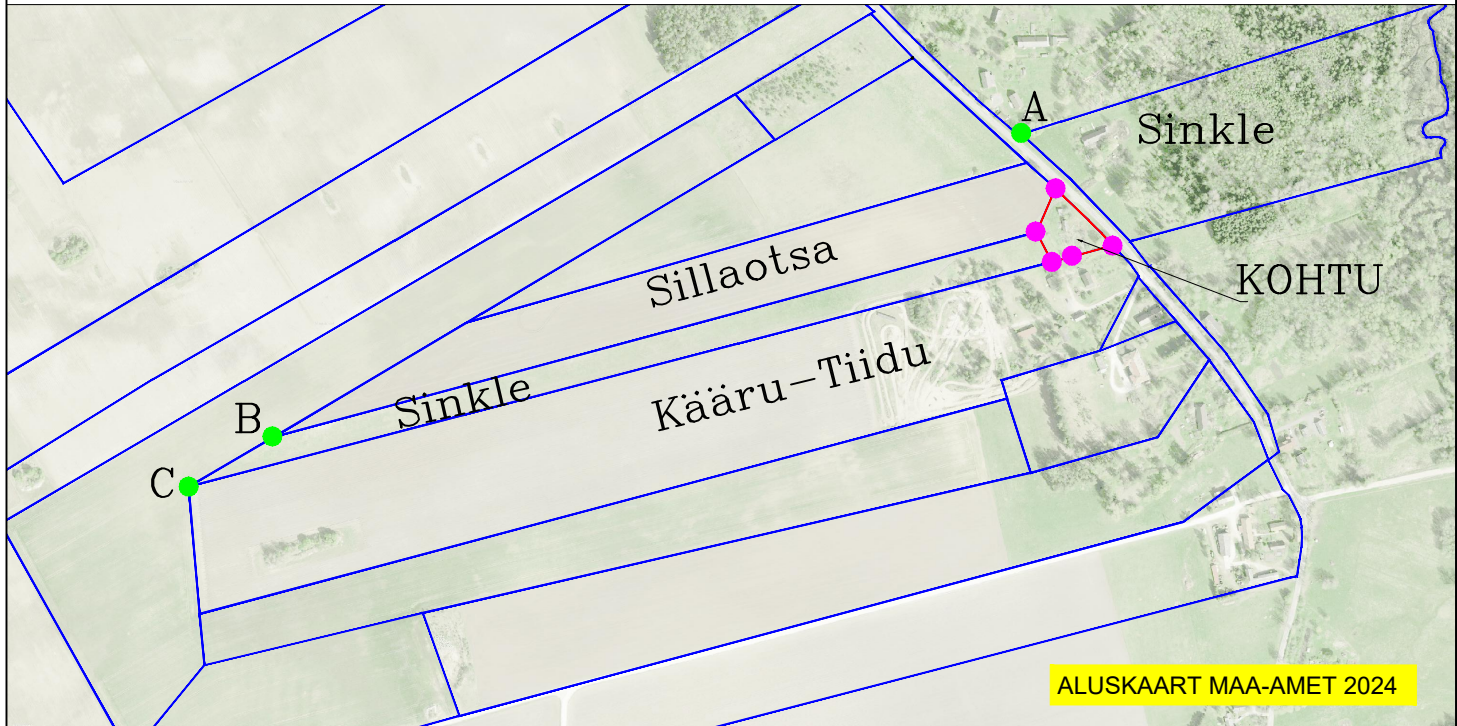 A
Sinkle
Sillaotsa
KOHTU
Kääru-Tiidu
Sinkle
B
C
ALUSKAART MAA-AMET 2024